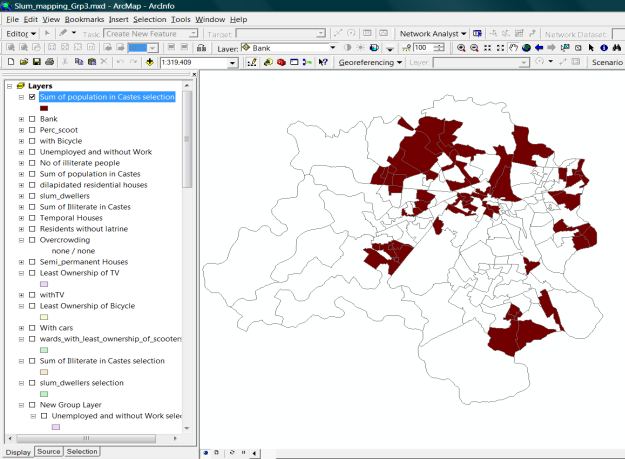 Slum_mapping_Grp3.mxd - ArcMap - ArcInfo
File Edit View Bookmarks Insert Selection Tools Window Help
Editor Task: Create New Feature Target: Network Analyst Network Dataset:
Layer: Bank 100
1:319,409 Georeferencing Layer: Scenario
Layers
Sum of population in Castes selection
Bank
Perc_scoot
with Bicycle
Unemployed and without Work
No of illiterate people
Sum of population in Castes
dilapidated residential houses
slum_dwellers
Sum of Illiterate in Castes
Temporal Houses
Residents without latrine
Overcrowding
none / none
Semi_permanent Houses
Least Ownership of TV
withTV
Least Ownership of Bicycle
With cars
wards_with_least_ownership_of_scooters
Sum of Illiterate in Castes selection
slum_dwellers selection
New Group Layer
Unemployed and without Work selec
Display Source Selection